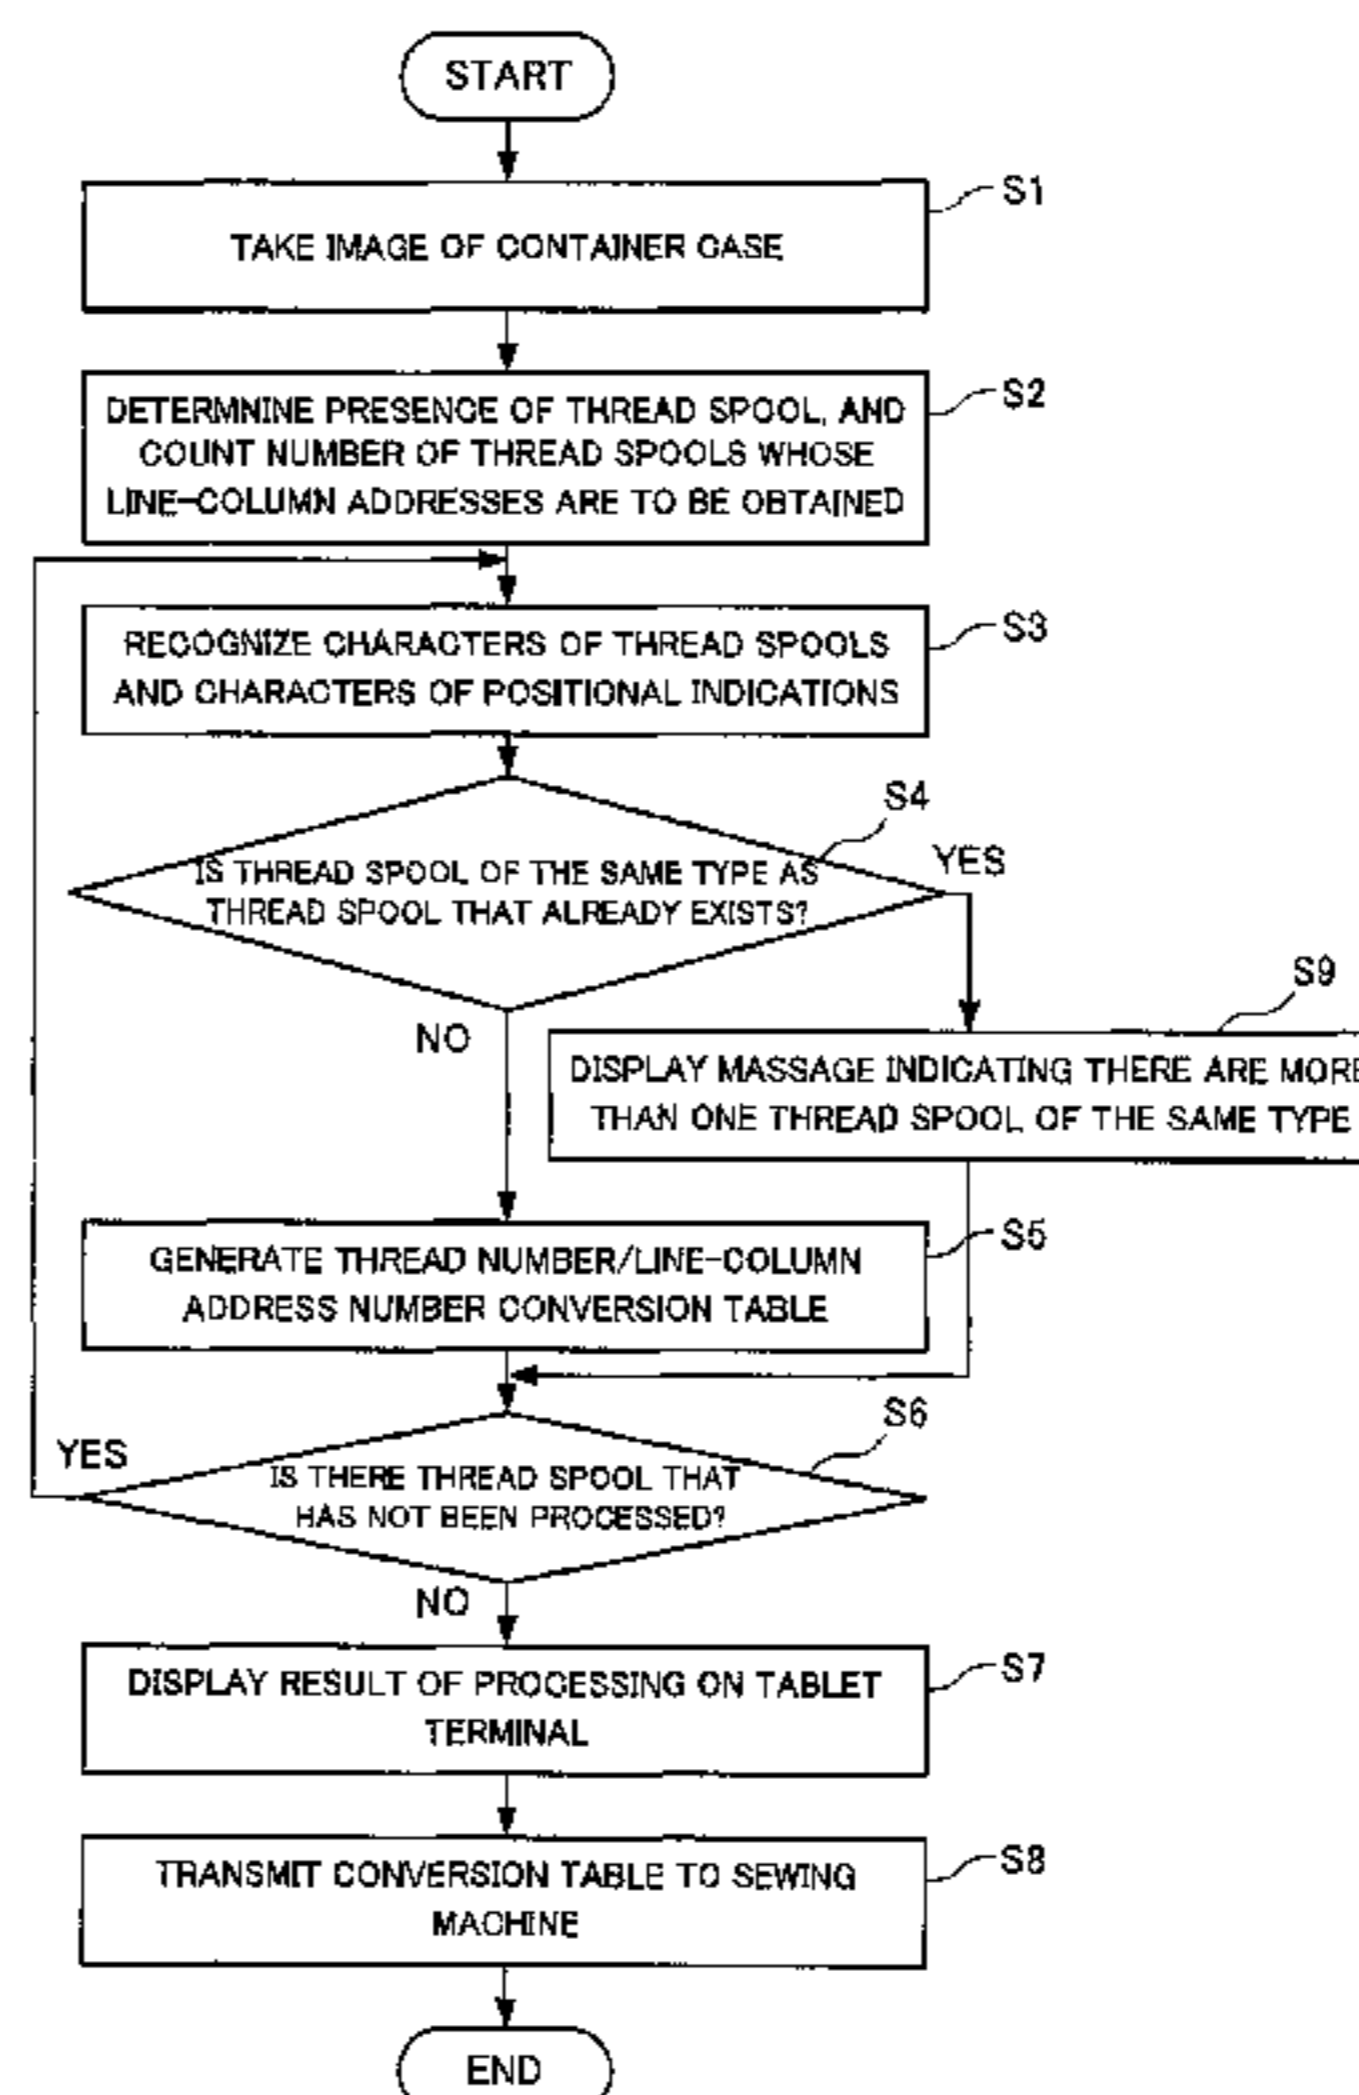 START
S1
TAKE IMAGE OF CONTAINER CASE
S2
DETERMNINE PRESENCE OF THREAD SPOOL, AND
COUNT NUMBER OF THREAD SPOOLS WHOSE
LINE-COLUMN ADDRESSES ARE TO BE OBTAINED
S3
RECOGNIZE CHARACTERS OF THREAD SPOOLS
AND CHARACTERS OF POSITIONAL INDICATIONS
S4
IS THREAD SPOOL OF THE SAME TYPE AS
THREAD SPOOL THAT ALREADY EXISTS?
YES
NO
S9
DISPLAY MASSAGE INDICATING THERE ARE MORE
THAN ONE THREAD SPOOL OF THE SAME TYPE
S5
GENERATE THREAD NUMBER/LINE-COLUMN
ADDRESS NUMBER CONVERSION TABLE
S6
YES
IS THERE THREAD SPOOL THAT
HAS NOT BEEN PROCESSED?
NO
S7
DISPLAY RESULT OF PROCESSING ON TABLET
TERMINAL
S8
TRANSMIT CONVERSION TABLE TO SEWING
MACHINE
END